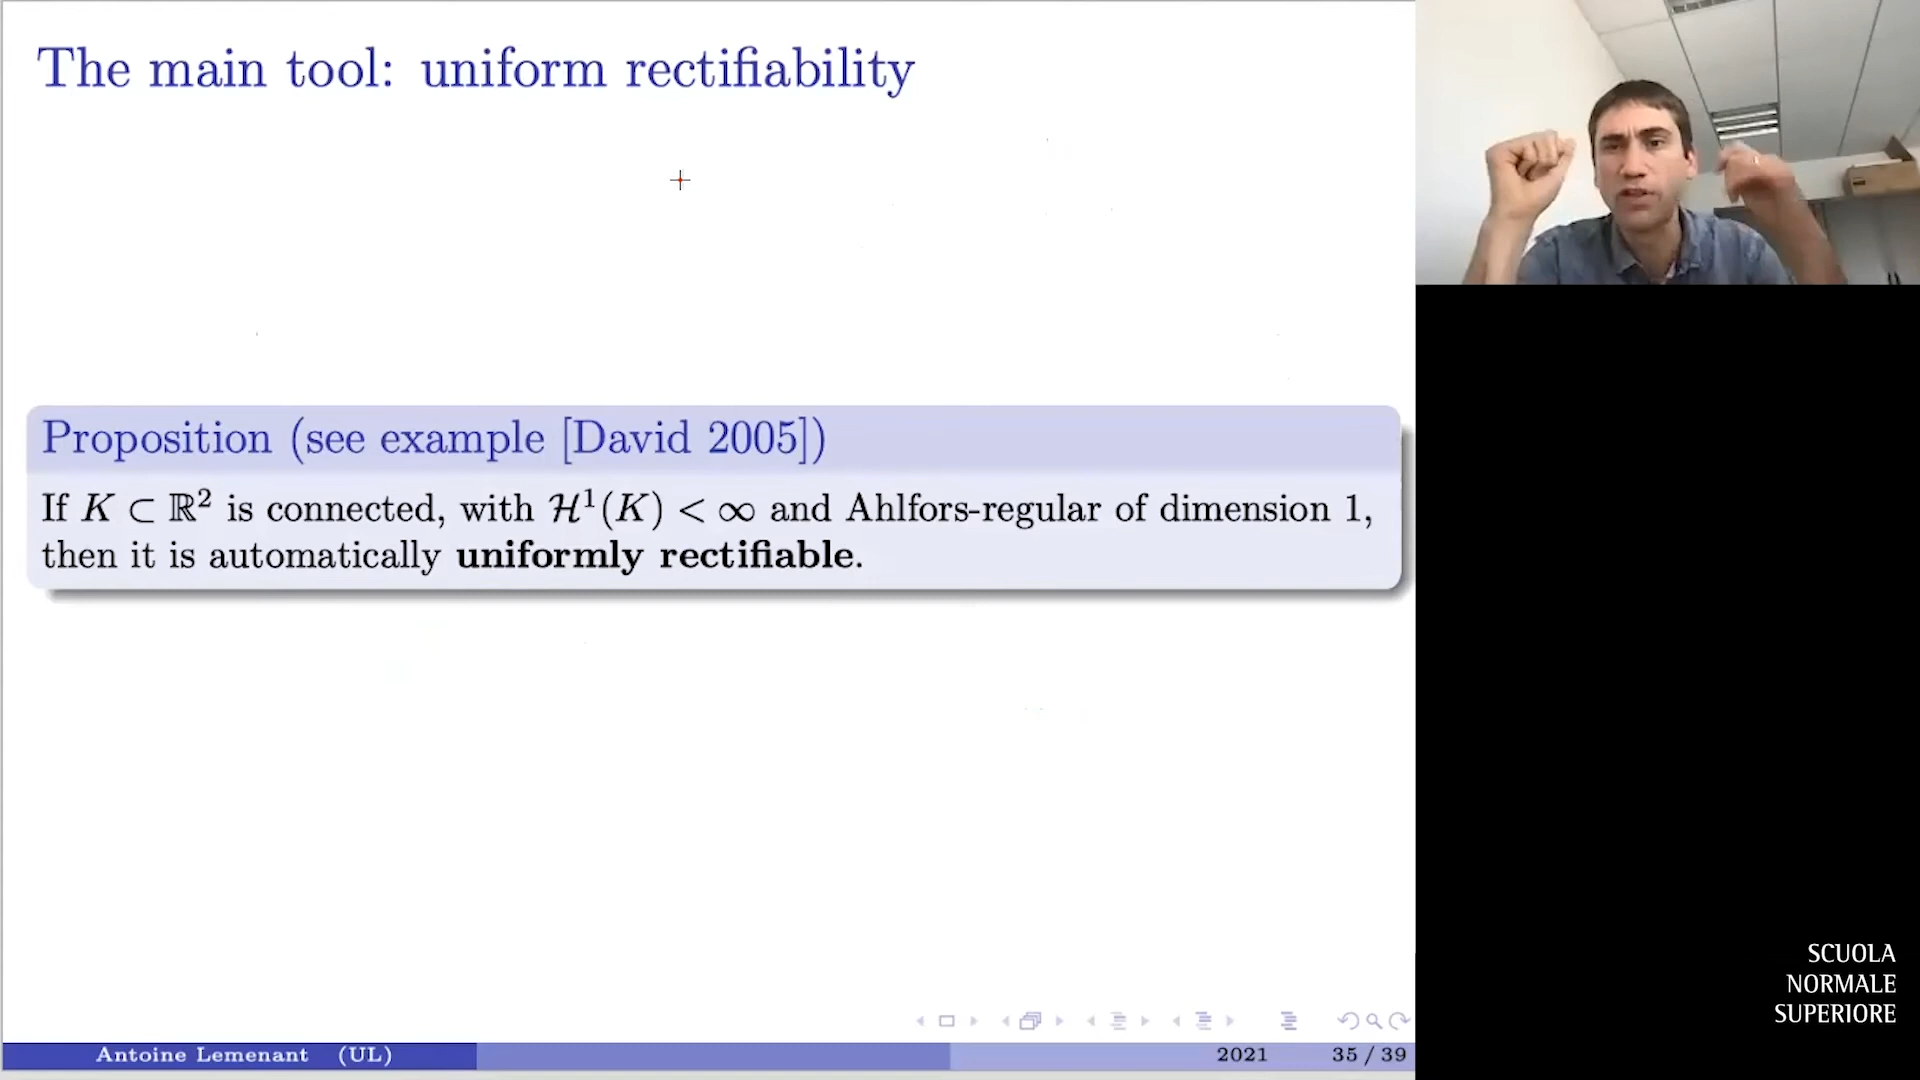 The main tool: uniform rectifiability
Proposition (see example [David 2005])
If K ⊂ ℝ² is connected, with ℋ¹(K) < ∞ and Ahlfors-regular of dimension 1,
then it is automatically uniformly rectifiable.
Antoine Lemenant (UL) 2021 35 / 39
SCUOLA
NORMALE
SUPERIORE